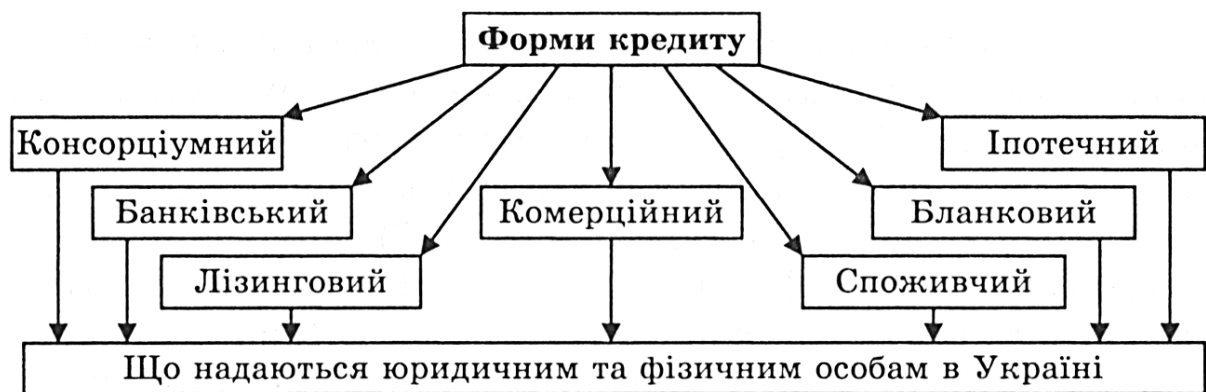 Форми кредиту
Консорціумний
Іпотечний
Банківський
Комерційний
Бланковий
Лізинговий
Споживчий
Що надаються юридичним та фізичним особам в Україні